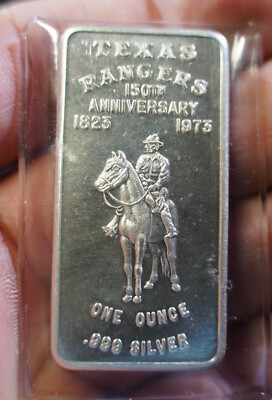 TEXAS
RANGERS
150TH
ANNIVERSARY
1823 1973
ONE OUNCE
.999 SILVER